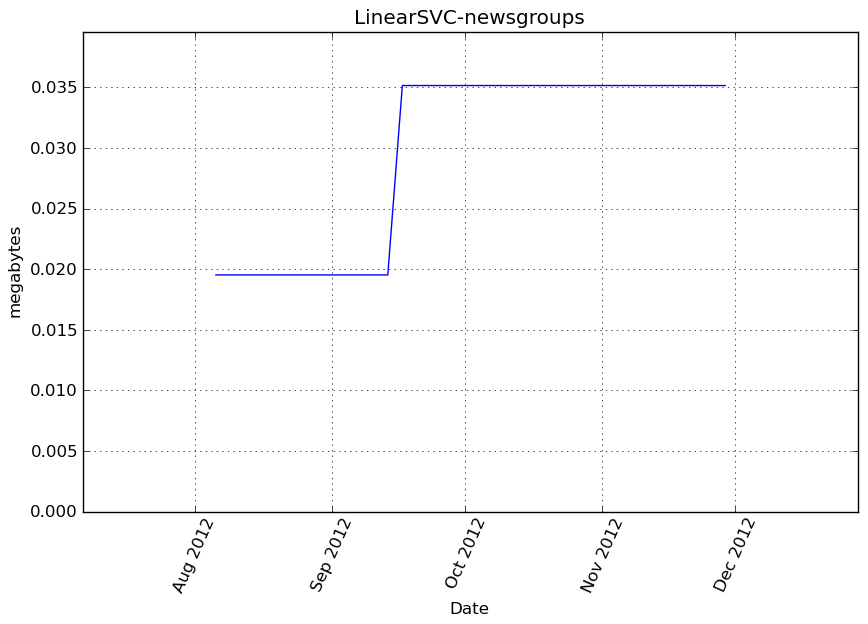 LinearSVC-newsgroups
0.035
0.030
0.025
0.020
0.015
0.010
0.005
0.000
megabytes
Aug 2012
Sep 2012
Oct 2012
Nov 2012
Dec 2012
Date